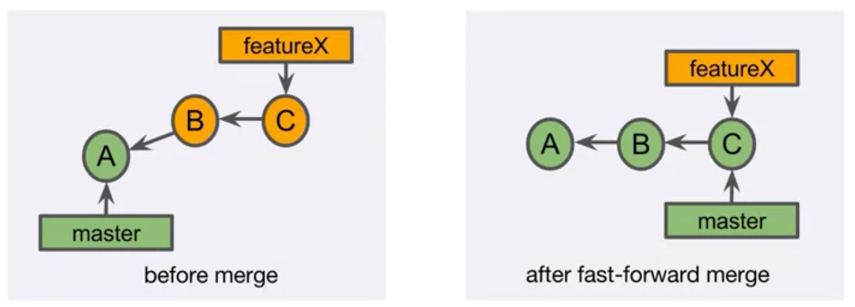 featureX
B
C
A
master
before merge
featureX
A
B
C
master
after fast-forward merge